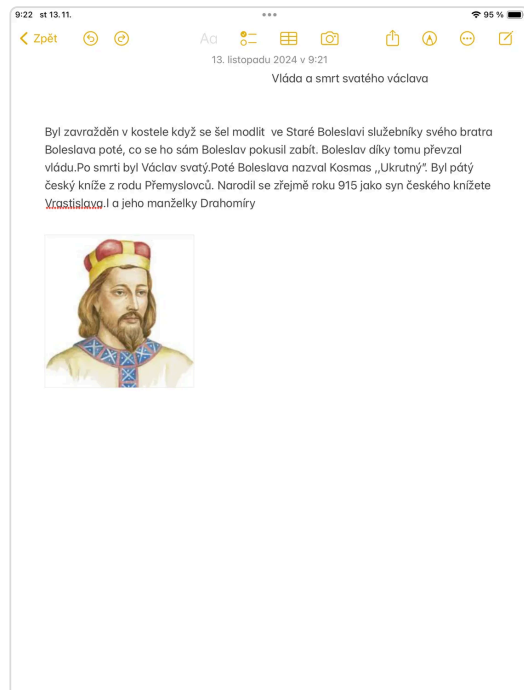 9:22 st 13. 11.
95 %
Zpět
Aa
13. listopadu 2024 v 9:21
Vláda a smrt svatého václava
Byl zavražděn v kostele když se šel modlit  ve Staré Boleslavi služebníky svého bratra
Boleslava poté, co se ho sám Boleslav pokusil zabít. Boleslav díky tomu převzal
vládu.Po smrti byl Václav svatý.Poté Boleslava nazval Kosmas ,,Ukrutný“. Byl pátý
český kníže z rodu Přemyslovců. Narodil se zřejmě roku 915 jako syn českého knížete
Vrastislava.I a jeho manželky Drahomíry